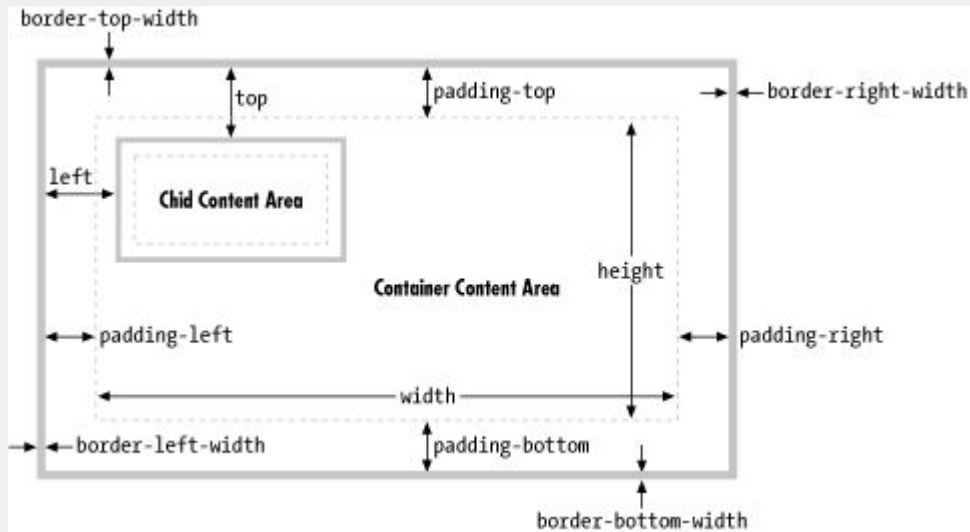 border-top-width
top
padding-top
border-right-width
left
Chid Content Area
height
Container Content Area
padding-left
padding-right
width
border-left-width
padding-bottom
border-bottom-width